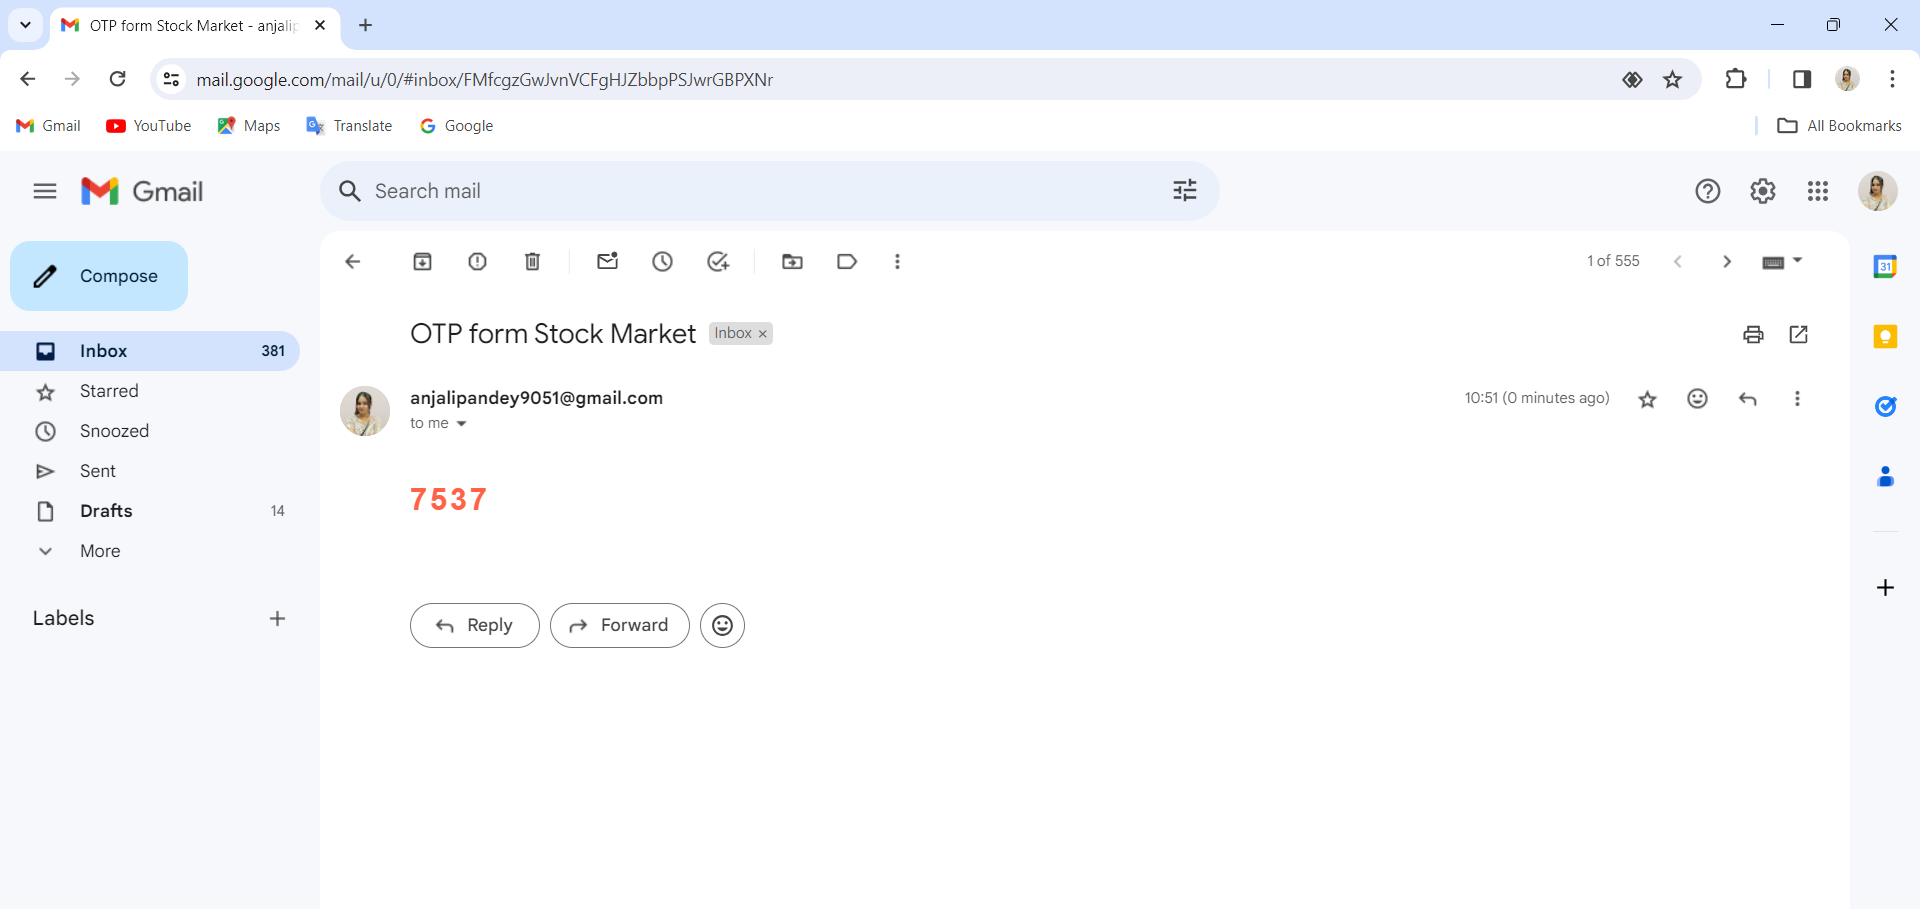 OTP form Stock Market - anjalip
mail.google.com/mail/u/0/#inbox/FMfcgzGwJvnVCFgHJZbbpPSJwrGBPXNr
Gmail YouTube Maps Translate Google All Bookmarks
Gmail
Search mail
Compose
1 of 555
Inbox 381
Starred
Snoozed
Sent
Drafts 14
More
Labels
OTP form Stock Market Inbox
anjalipandey9051@gmail.com 10:51 (0 minutes ago)
to me
7537
Reply Forward
31